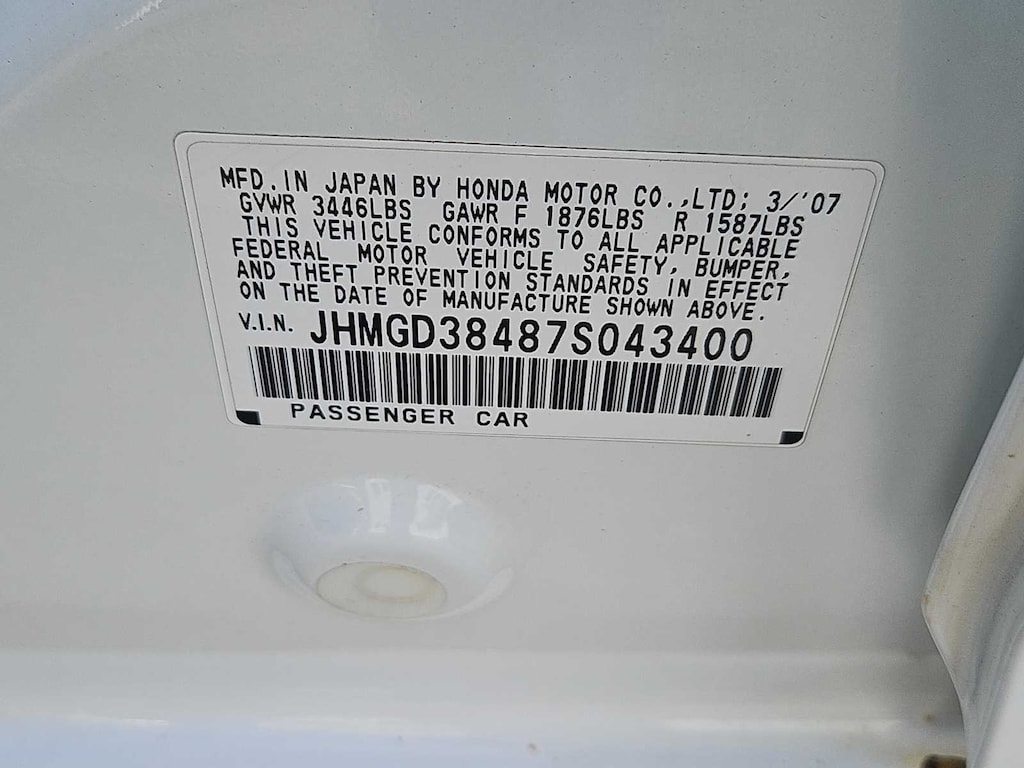 MFD. IN JAPAN BY HONDA MOTOR CO.,LTD; 3/'07
GVWR 3446LBS GAWR F 1876LBS R 1587LBS
THIS VEHICLE CONFORMS TO ALL APPLICABLE
FEDERAL MOTOR VEHICLE SAFETY, BUMPER,
AND THEFT PREVENTION STANDARDS IN EFFECT
ON THE DATE OF MANUFACTURE SHOWN ABOVE.
V.I.N. JHMGD38487S043400
PASSENGER CAR